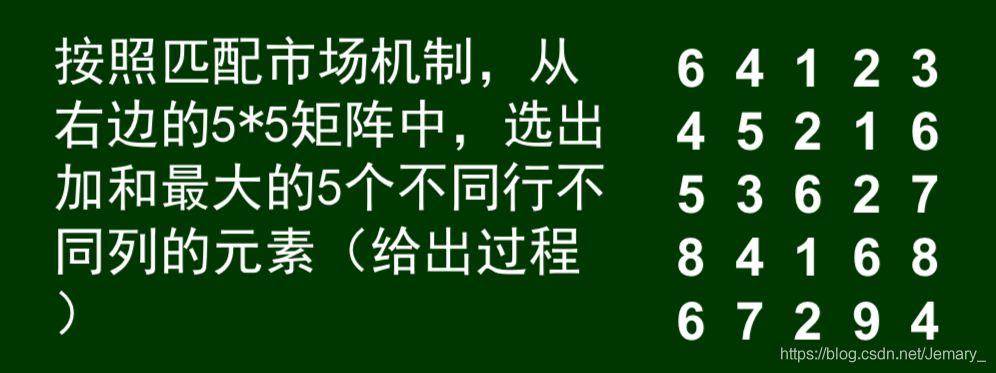 按照匹配市场机制，从
右边的5*5矩阵中，选出
加和最大的5个不同行不
同列的元素（给出过程
）
6 4 1 2 3
4 5 2 1 6
5 3 6 2 7
8 4 1 6 8
6 7 2 9 4
https://blog.csdn.net/Jemary_